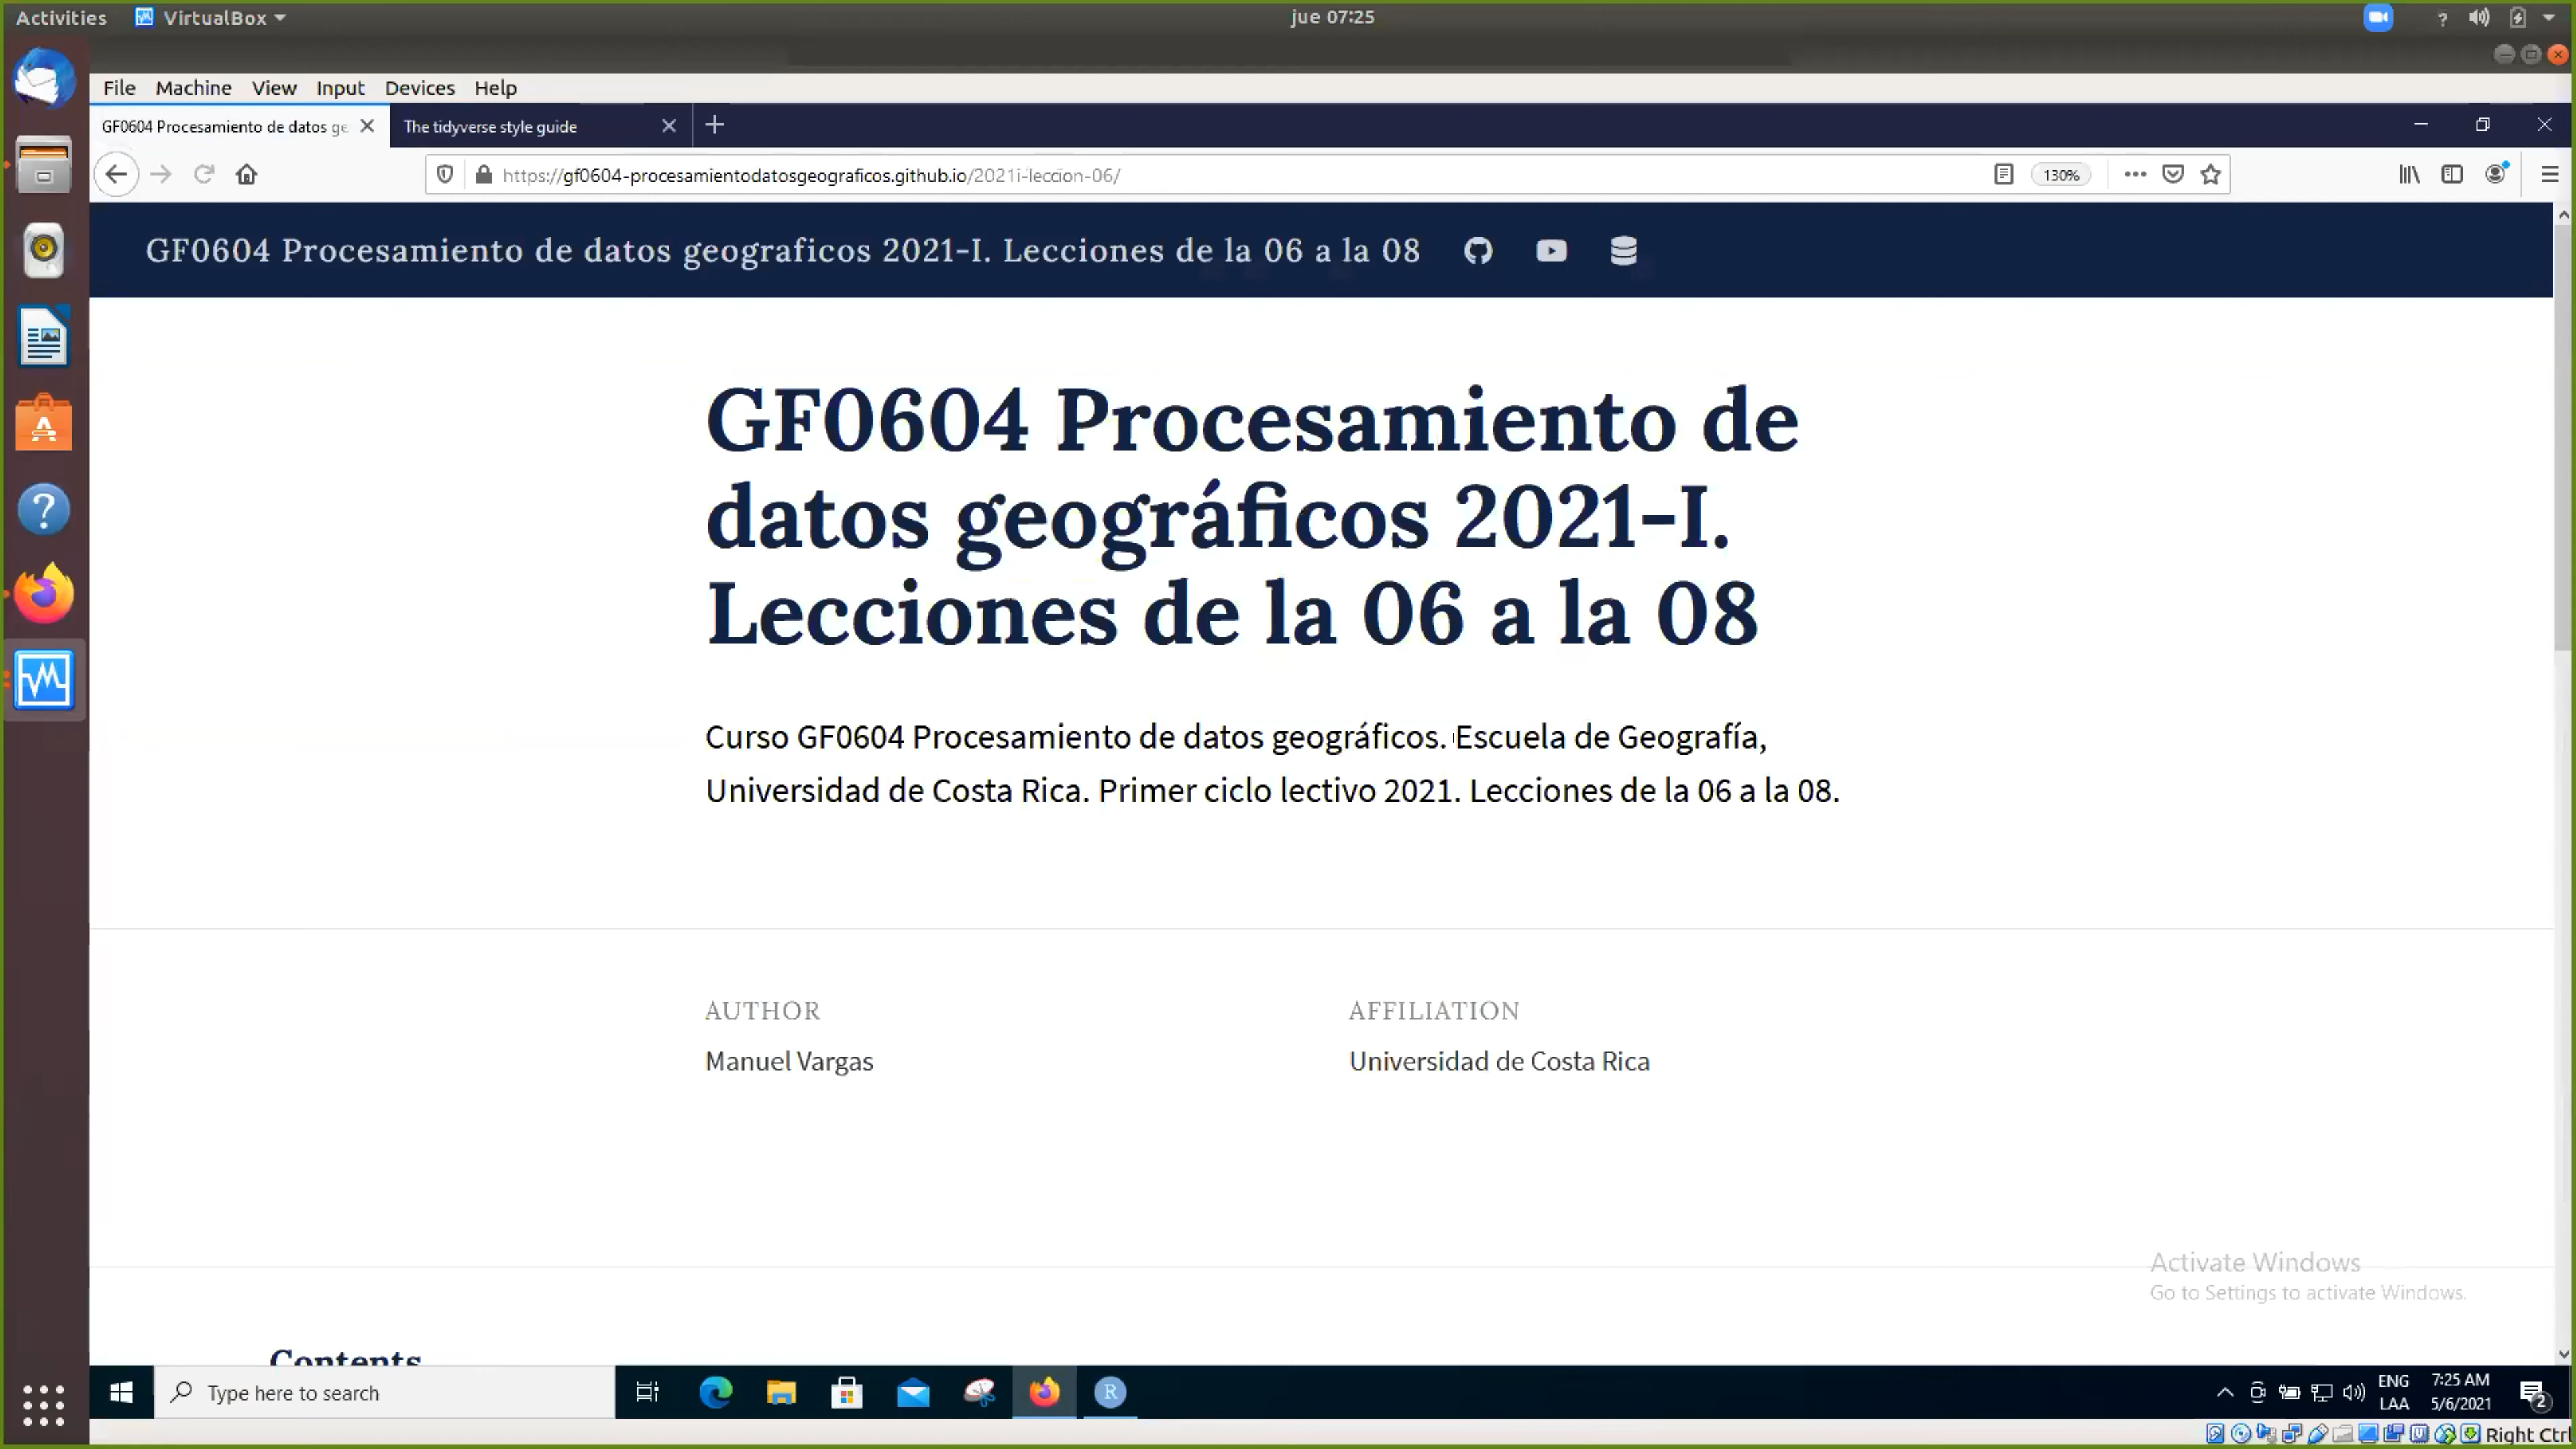 Activities VirtualBox jue 07:25
File Machine View Input Devices Help
GF0604 Procesamiento de datos ge The tidyverse style guide
https://gf0604-procesamientodatosgeograficos.github.io/2021i-leccion-06/ 130%
GF0604 Procesamiento de datos geograficos 2021-I. Lecciones de la 06 a la 08
GF0604 Procesamiento de
datos geográficos 2021-I.
Lecciones de la 06 a la 08
Curso GF0604 Procesamiento de datos geográficos. Escuela de Geografía,
Universidad de Costa Rica. Primer ciclo lectivo 2021. Lecciones de la 06 a la 08.
AUTHOR AFFILIATION
Manuel Vargas Universidad de Costa Rica
Activate Windows
Go to Settings to activate Windows.
Contents
Type here to search R ENG 7:25 AM
LAA 5/6/2021 2
Right Ctrl